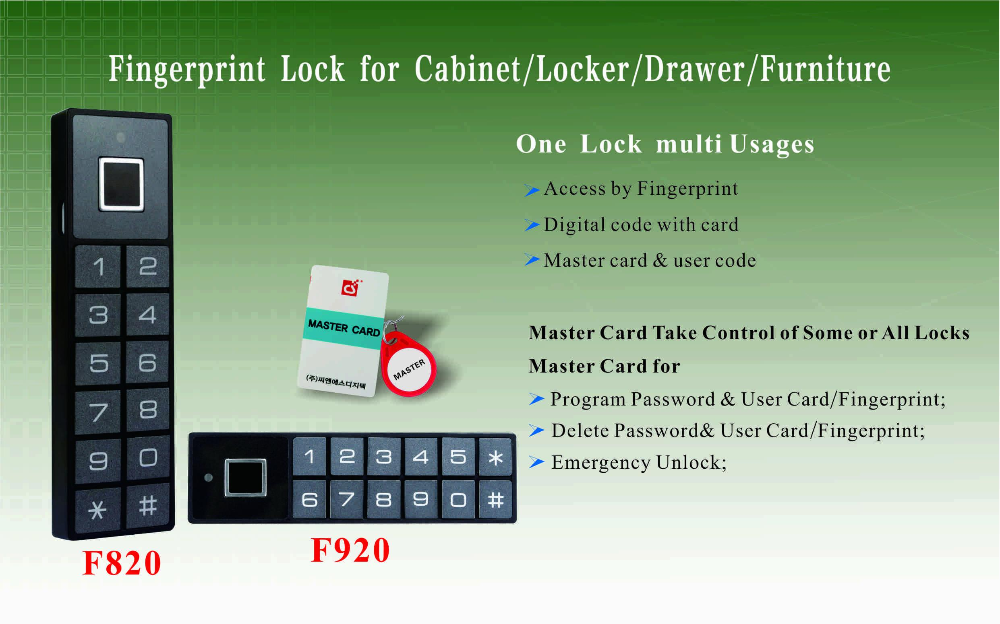 Fingerprint Lock for Cabinet/Locker/Drawer/Furniture
One Lock multi Usages
Access by Fingerprint
Digital code with card
Master card & user code
Master Card Take Control of Some or All Locks
Master Card for
Program Password & User Card/Fingerprint;
Delete Password& User Card/Fingerprint;
Emergency Unlock;
MASTER CARD
(주)씨엔에스디지텍
MASTER
1 2
3 4
5 6
7 8
9 0
* #
F820
1 2 3 4 5 *
6 7 8 9 0 #
F920